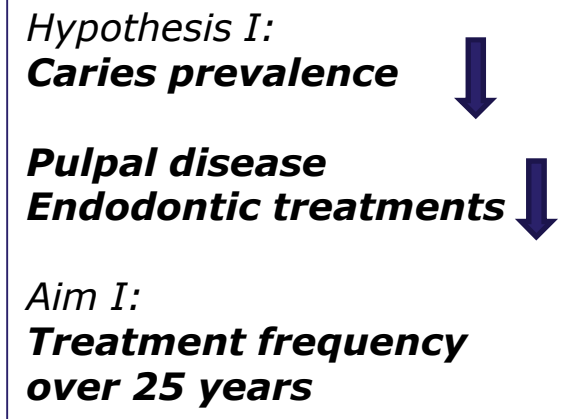 Hypothesis I:
Caries prevalence
Pulpal disease
Endodontic treatments
Aim I:
Treatment frequency
over 25 years